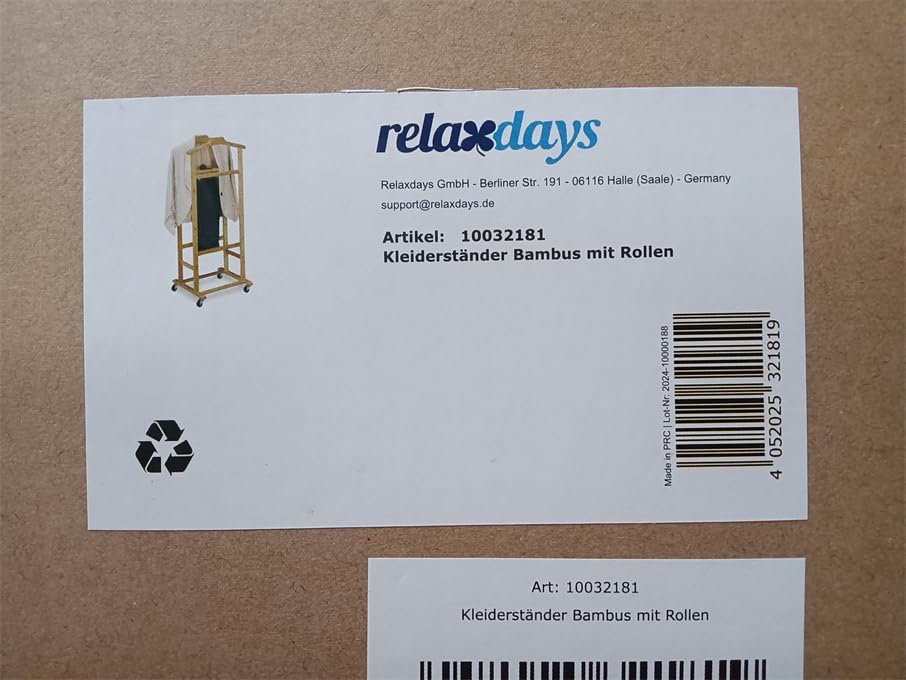 relaxdays
Relaxdays GmbH - Berliner Str. 191 - 06116 Halle (Saale) - Germany
support@relaxdays.de
Artikel: 10032181
Kleiderständer Bambus mit Rollen
Made in PRC | Lot-Nr. 2024-10000188
4 052025 321819
Art: 10032181
Kleiderständer Bambus mit Rollen